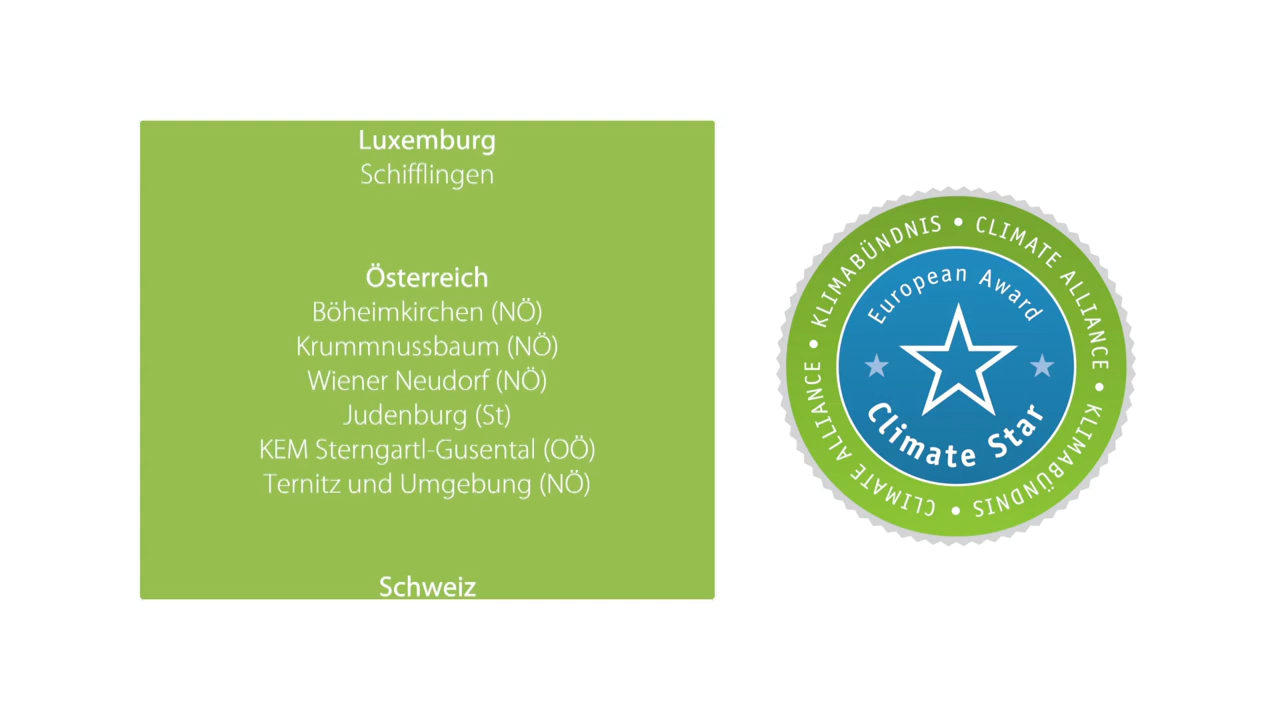 Luxemburg
Schifflingen
Österreich
Böheimkirchen (NÖ)
Krummnussbaum (NÖ)
Wiener Neudorf (NÖ)
Judenburg (St)
KEM Sterngartl-Gusental (OÖ)
Ternitz und Umgebung (NÖ)
Schweiz
KLIMABÜNDNIS • CLIMATE ALLIANCE • KLIMABÜNDNIS • CLIMATE ALLIANCE •
European Award
Climate Star